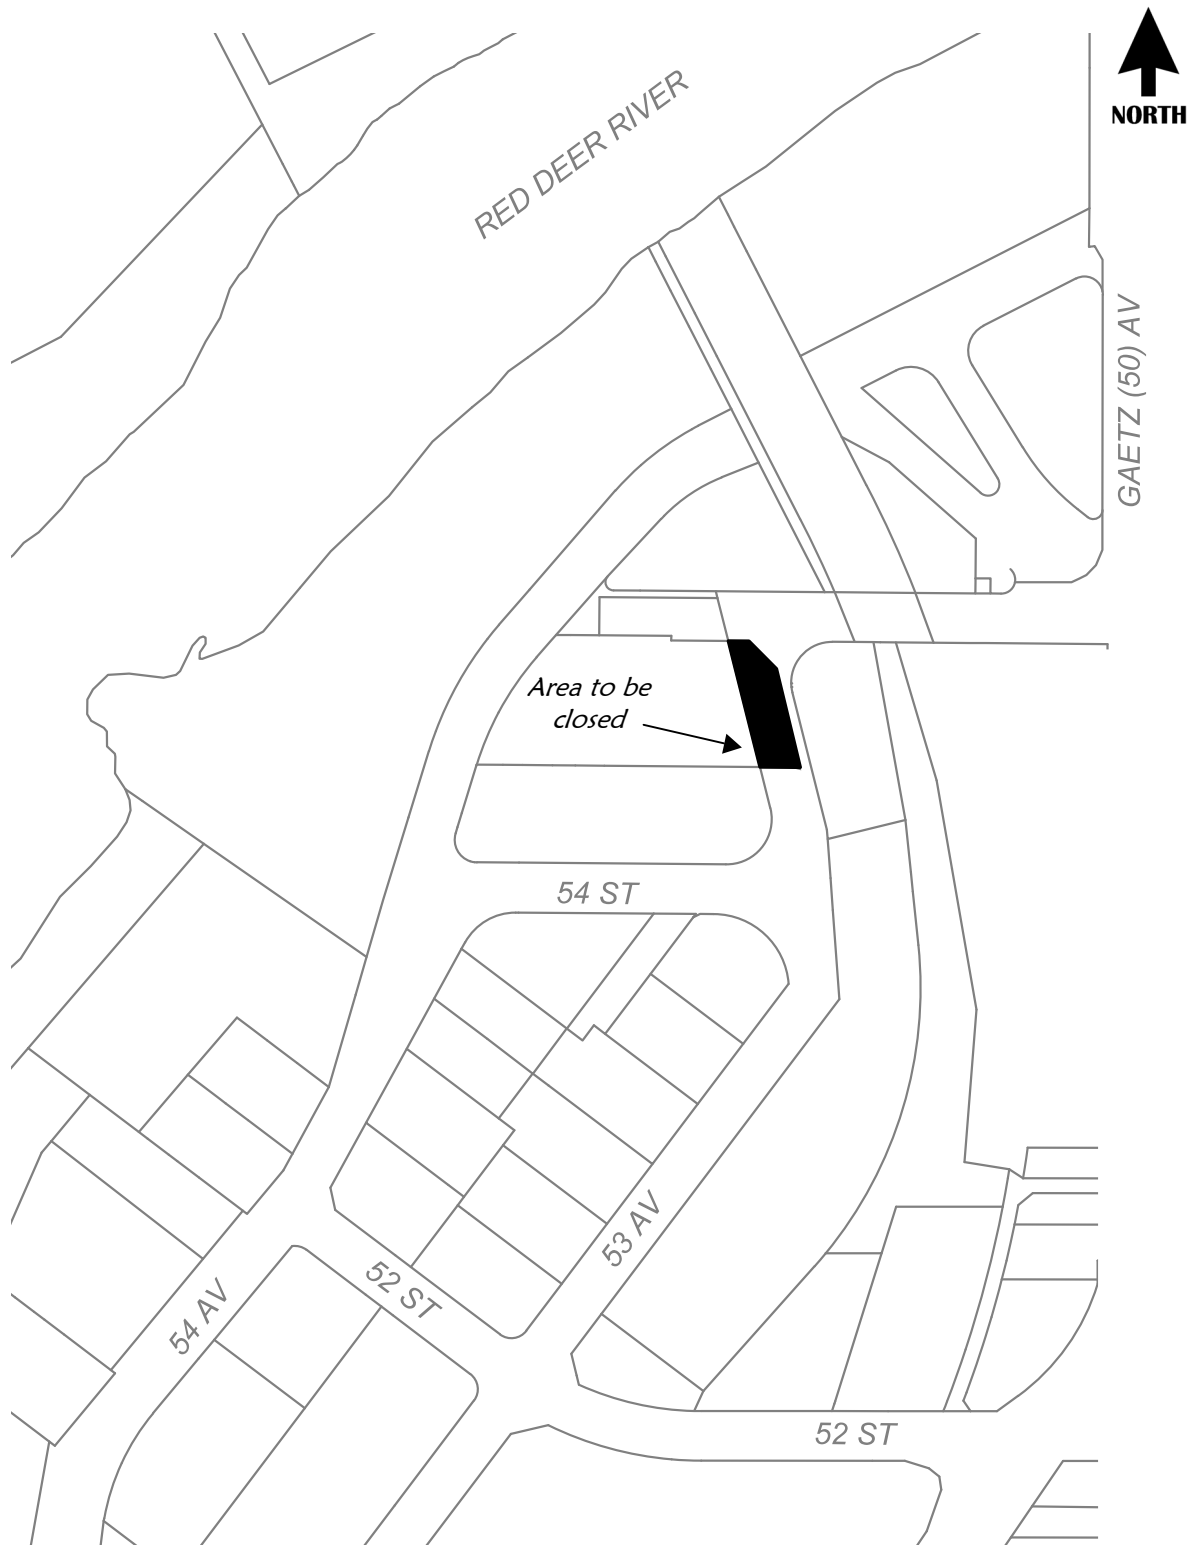 NORTH
RED DEER RIVER
GAETZ (50) AV
Area to be
closed
54 ST
53 AV
52 ST
54 AV
52 ST